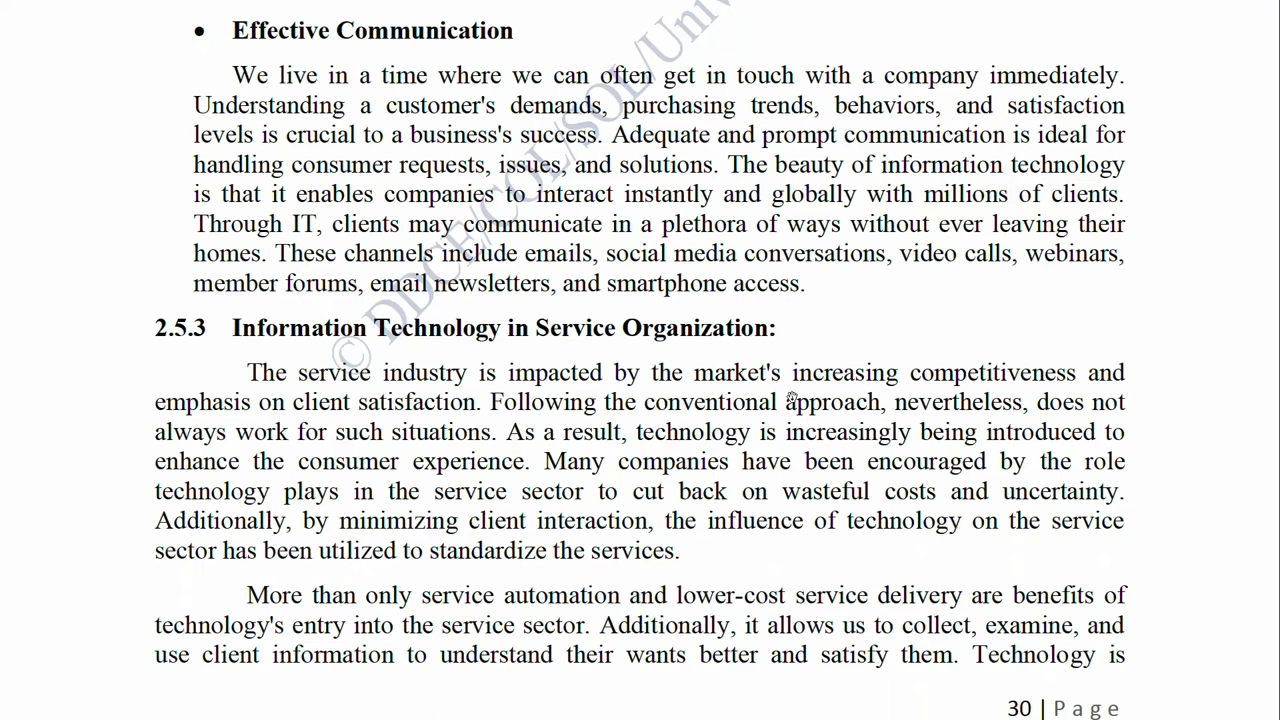 • Effective Communication
We live in a time where we can often get in touch with a company immediately.
Understanding a customer's demands, purchasing trends, behaviors, and satisfaction
levels is crucial to a business's success. Adequate and prompt communication is ideal for
handling consumer requests, issues, and solutions. The beauty of information technology
is that it enables companies to interact instantly and globally with millions of clients.
Through IT, clients may communicate in a plethora of ways without ever leaving their
homes. These channels include emails, social media conversations, video calls, webinars,
member forums, email newsletters, and smartphone access.
2.5.3 Information Technology in Service Organization:
The service industry is impacted by the market's increasing competitiveness and
emphasis on client satisfaction. Following the conventional approach, nevertheless, does not
always work for such situations. As a result, technology is increasingly being introduced to
enhance the consumer experience. Many companies have been encouraged by the role
technology plays in the service sector to cut back on wasteful costs and uncertainty.
Additionally, by minimizing client interaction, the influence of technology on the service
sector has been utilized to standardize the services.
More than only service automation and lower-cost service delivery are benefits of
technology's entry into the service sector. Additionally, it allows us to collect, examine, and
use client information to understand their wants better and satisfy them. Technology is
30 | Page
© DDCE/COL/SOL/Univ